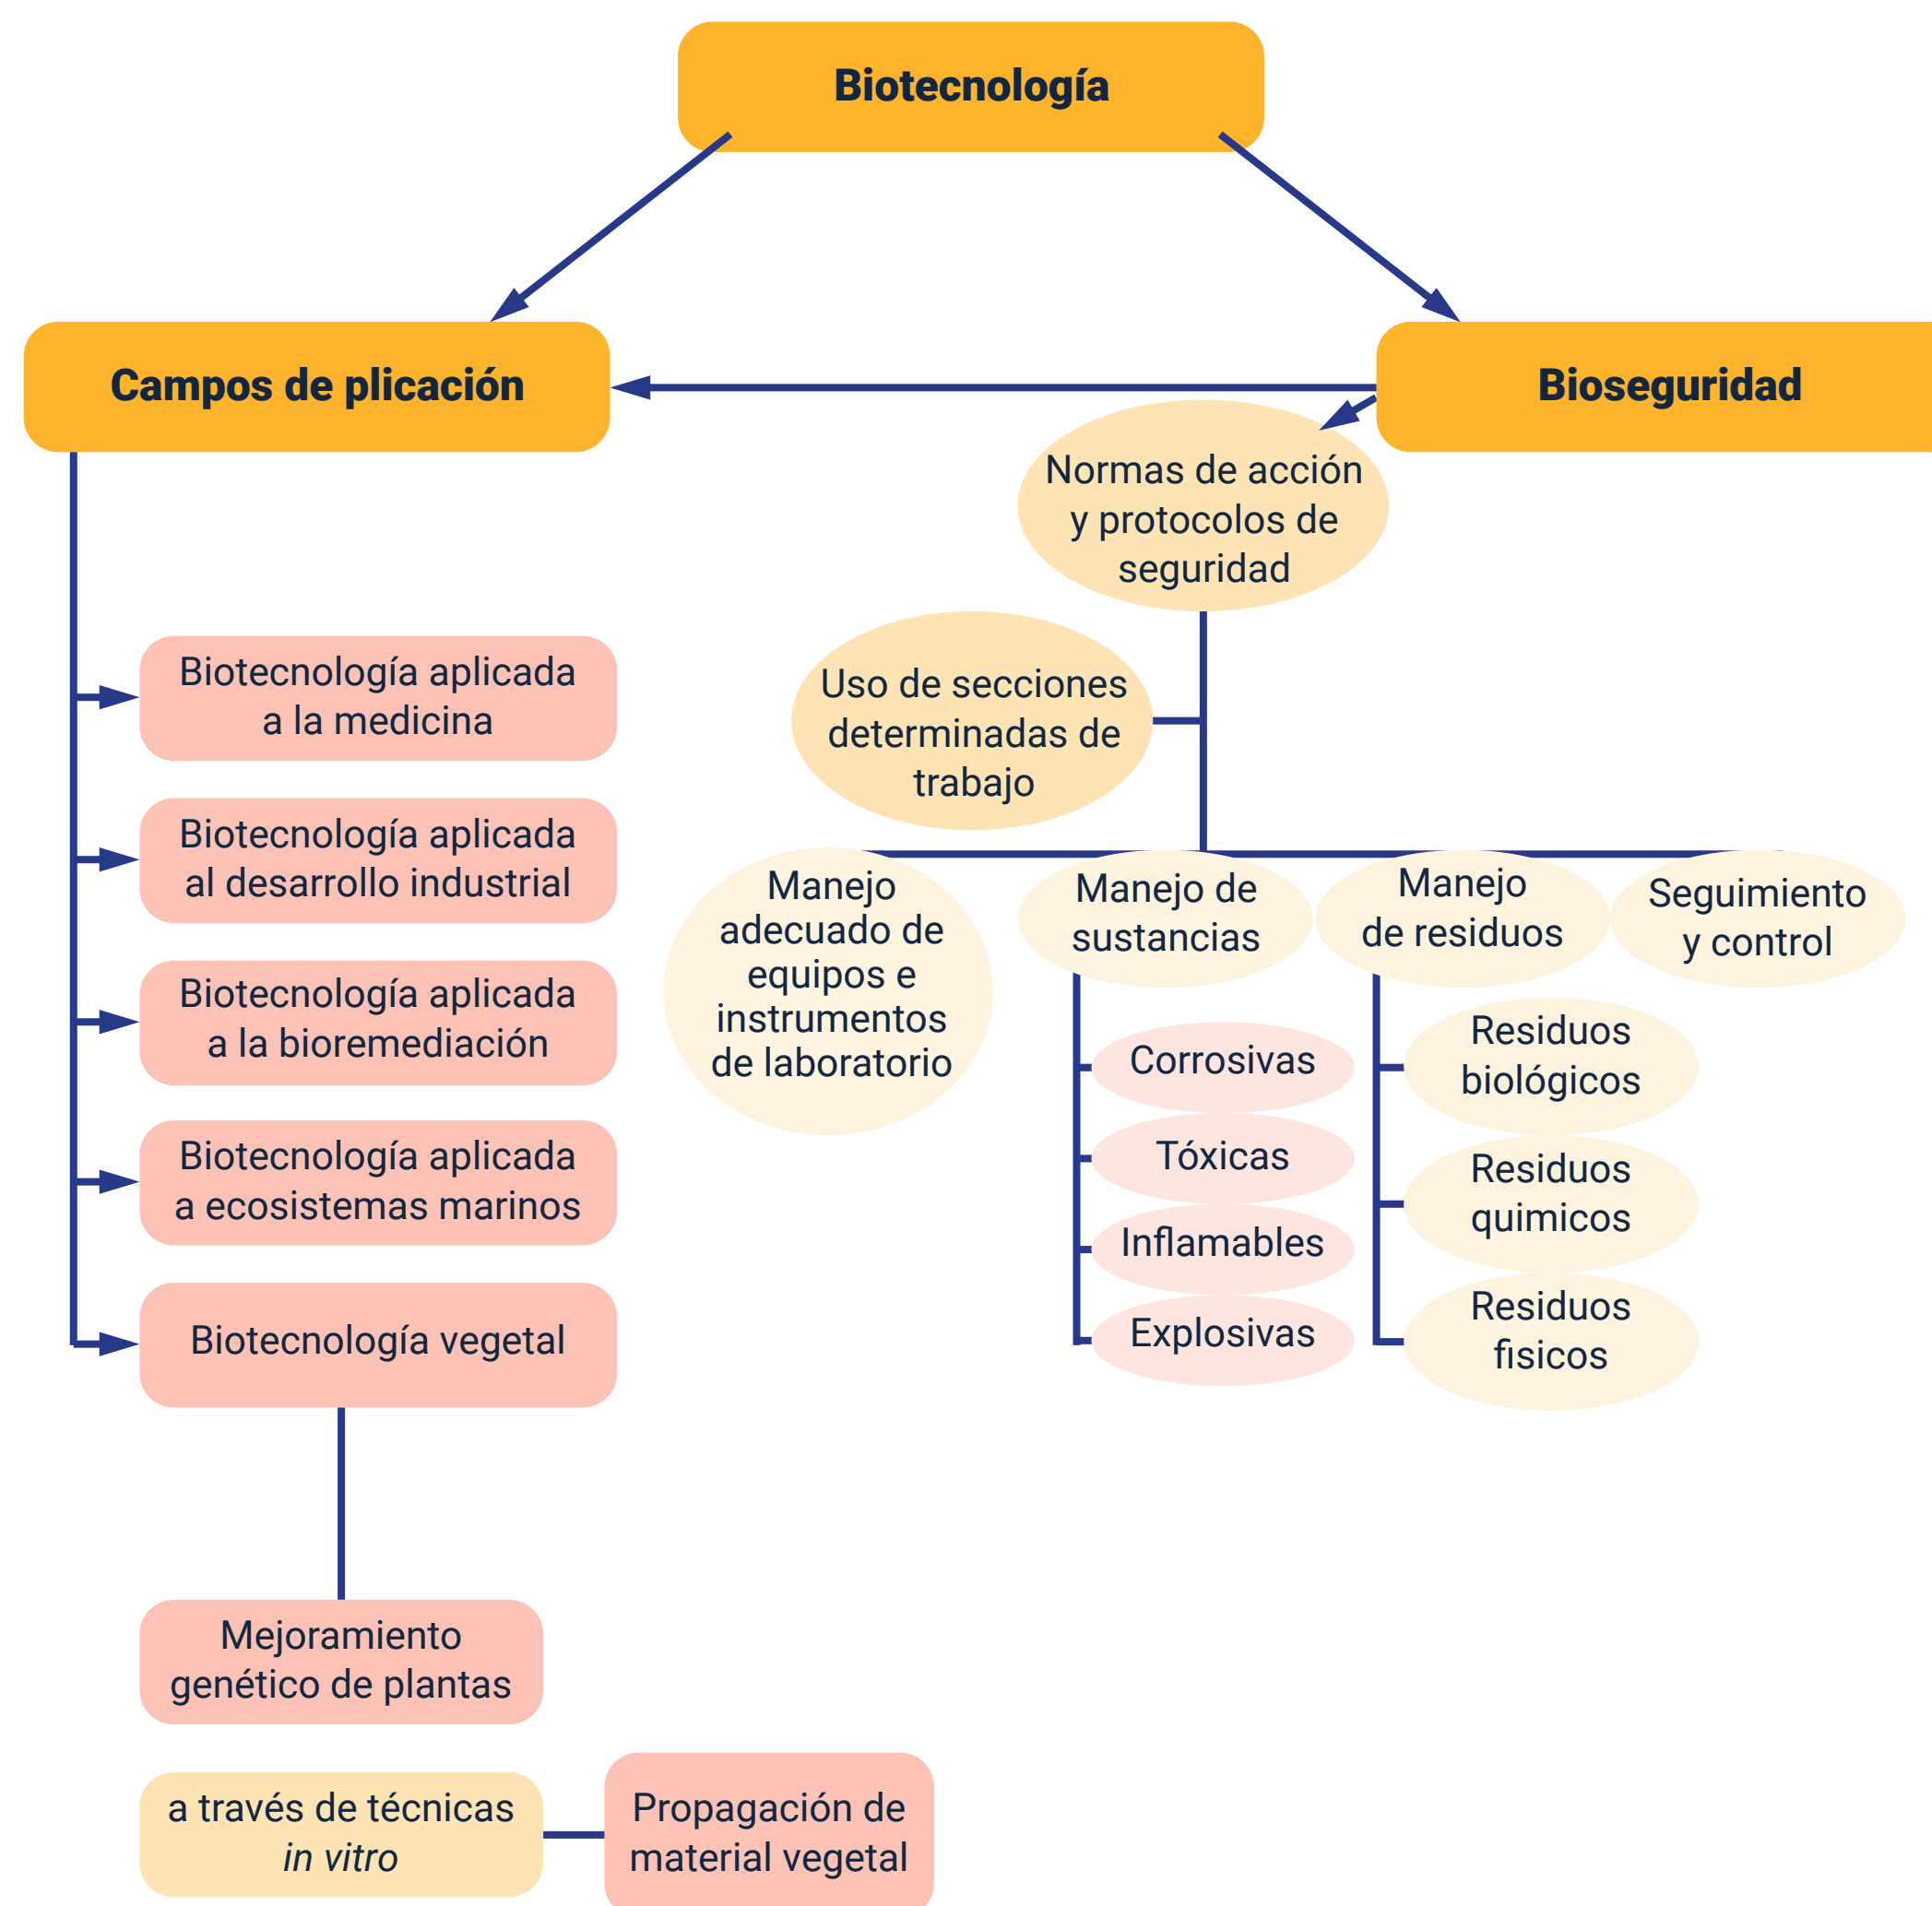 Biotecnología
Campos de plicación
Bioseguridad
Normas de acción
y protocolos de
seguridad
Uso de secciones
determinadas de
trabajo
Biotecnología aplicada
a la medicina
Biotecnología aplicada
al desarrollo industrial
Biotecnología aplicada
a la bioremediación
Biotecnología aplicada
a ecosistemas marinos
Biotecnología vegetal
Manejo
adecuado de
equipos e
instrumentos
de laboratorio
Manejo de
sustancias
Manejo
de residuos
Seguimiento
y control
Corrosivas
Tóxicas
Inflamables
Explosivas
Residuos
biológicos
Residuos
quimicos
Residuos
fisicos
Mejoramiento
genético de plantas
a través de técnicas
in vitro
Propagación de
material vegetal